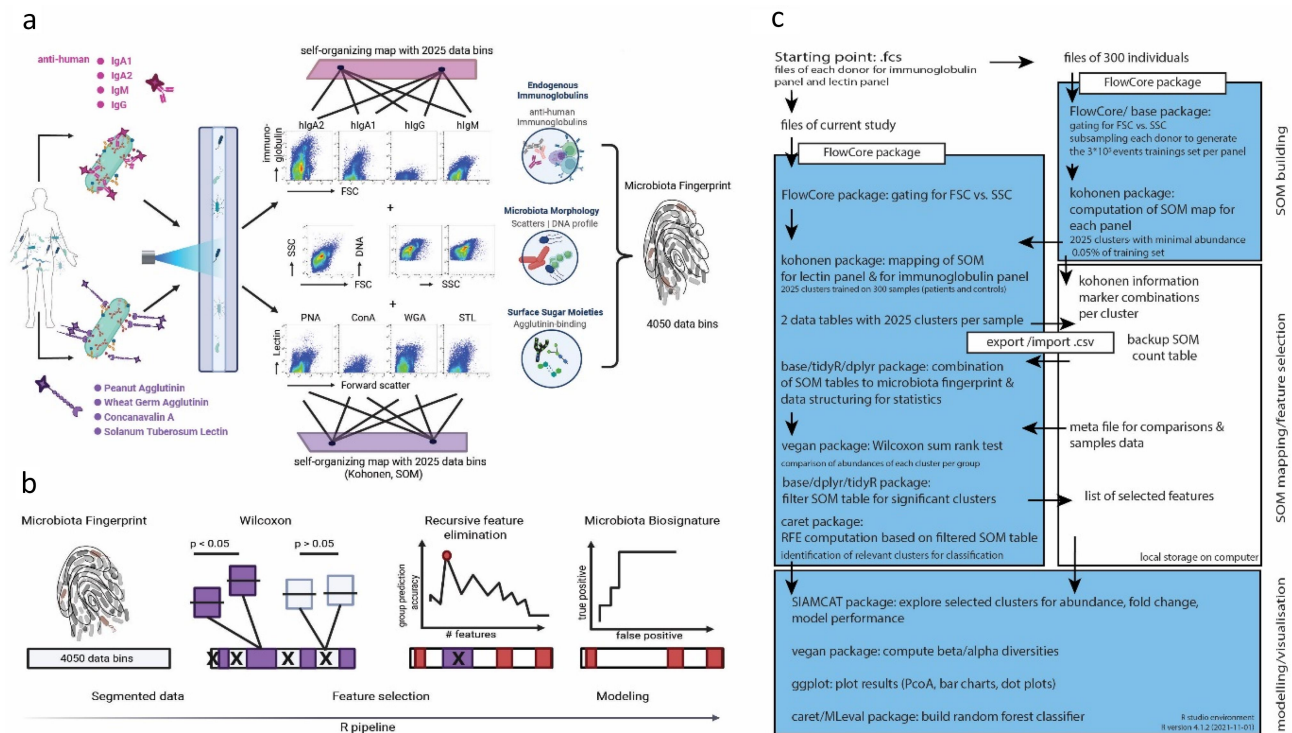 a
anti-human
IgA1
IgA2
IgM
IgG
self-organizing map with 2025 data bins
hIgA2
hIgA1
hIgG
hIgM
immuno-
globulin
FSC
+
SSC
DNA
FSC
SSC
+
PNA
ConA
WGA
STL
Lectin
Forward scatter
self-organizing map with 2025 data bins
(Kohonen, SOM)
Endogenous
Immunoglobulins
anti-human
Immunoglobulins
Microbiota Morphology
Scatters | DNA profile
Surface Sugar Moieties
Agglutinin-binding
Microbiota Fingerprint
4050 data bins
Peanut Agglutinin
Wheat Germ Agglutinin
Concanavalin A
Solanum Tuberosum Lectin
b
Microbiota Fingerprint
4050 data bins
Wilcoxon
p < 0.05
p > 0.05
X X X X
Recursive feature
elimination
group prediction
accuracy
# features
X
Microbiota Biosignature
true positive
false positive
Segmented data
Feature selection
Modeling
R pipeline
c
Starting point: .fcs
files of each donor for immunoglobulin
panel and lectin panel
files of 300 individuals
files of current study
FlowCore package
FlowCore package: gating for FSC vs. SSC
kohonen package: mapping of SOM
for lectin panel & for immunoglobulin panel
2025 clusters trained on 300 samples (patients and controls)
2 data tables with 2025 clusters per sample
base/tidyR/dplyr package: combination
of SOM tables to microbiota fingerprint &
data structuring for statistics
vegan package: Wilcoxon sum rank test
comparison of abundances of each cluster per group
base/dplyr/tidyR package:
filter SOM table for significant clusters
caret package:
RFE computation based on filtered SOM table
identification of relevant clusters for classification
FlowCore package
FlowCore/ base package:
gating for FSC vs. SSC
subsampling each donor to generate
the 3*10⁵ events trainings set per panel
kohonen package:
computation of SOM map for
each panel
2025 clusters with minimal abundance
0.05% of training set
kohonen information
marker combinations
per cluster
export /import .csv
backup SOM
count table
meta file for comparisons &
samples data
list of selected features
local storage on computer
SIAMCAT package: explore selected clusters for abundance, fold change,
model performance
vegan package: compute beta/alpha diversities
ggplot: plot results (PcoA, bar charts, dot plots)
caret/MLeval package: build random forest classifier
R studio environment
R version 4.1.2 (2021-11-01)
SOM building
SOM mapping/feature selection
modelling/visualisation